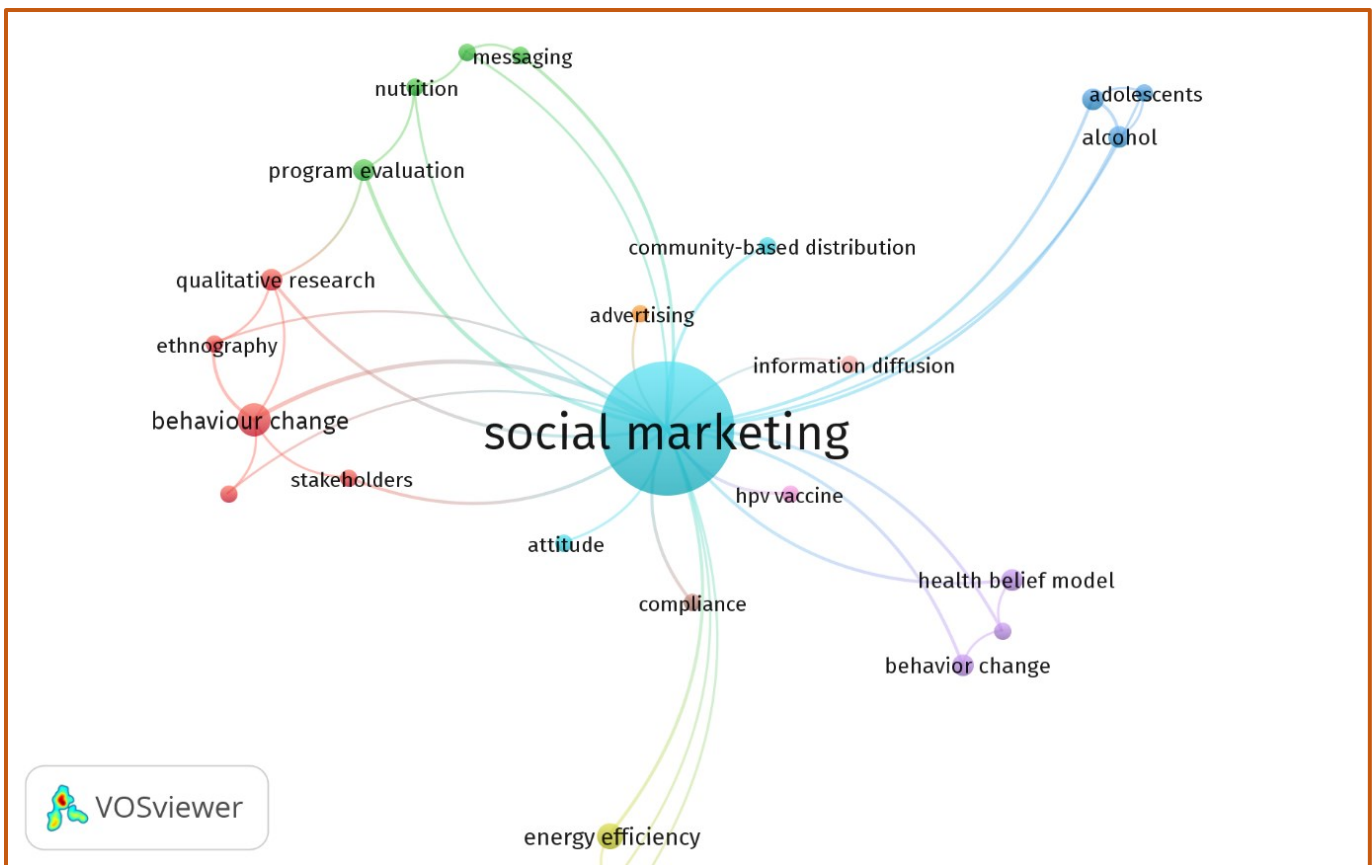 messaging
nutrition
adolescents
alcohol
program evaluation
community-based distribution
qualitative research
advertising
ethnography
information diffusion
behaviour change
social marketing
stakeholders
hpv vaccine
attitude
health belief model
compliance
behavior change
VOSviewer
energy efficiency